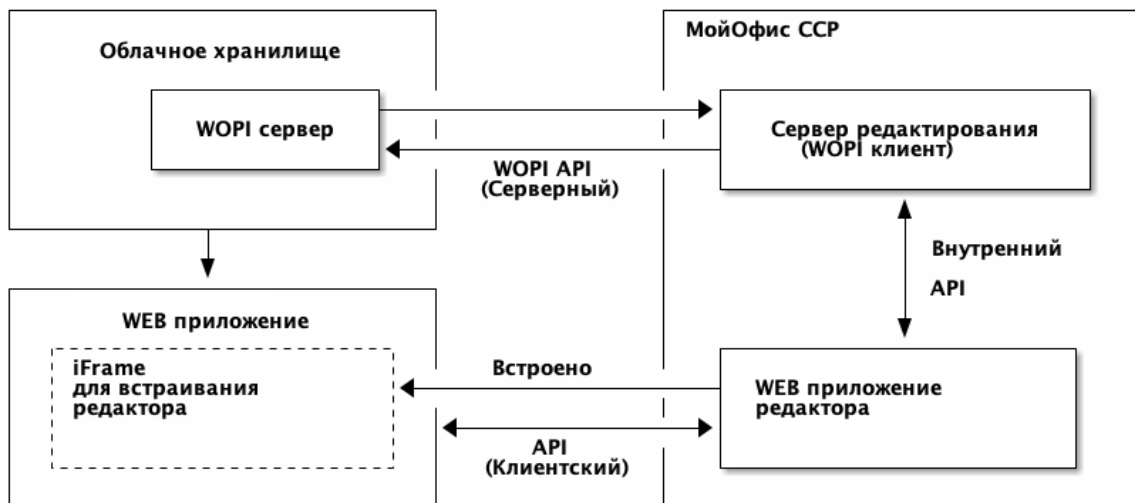 Облачное хранилище
WOPI сервер
МойОфис CCP
Сервер редактирования
(WOPI клиент)
WOPI API
(Серверный)
Внутренний
API
WEB приложение
iFrame
для встраивания
редактора
Встроено
API
(Клиентский)
WEB приложение
редактора